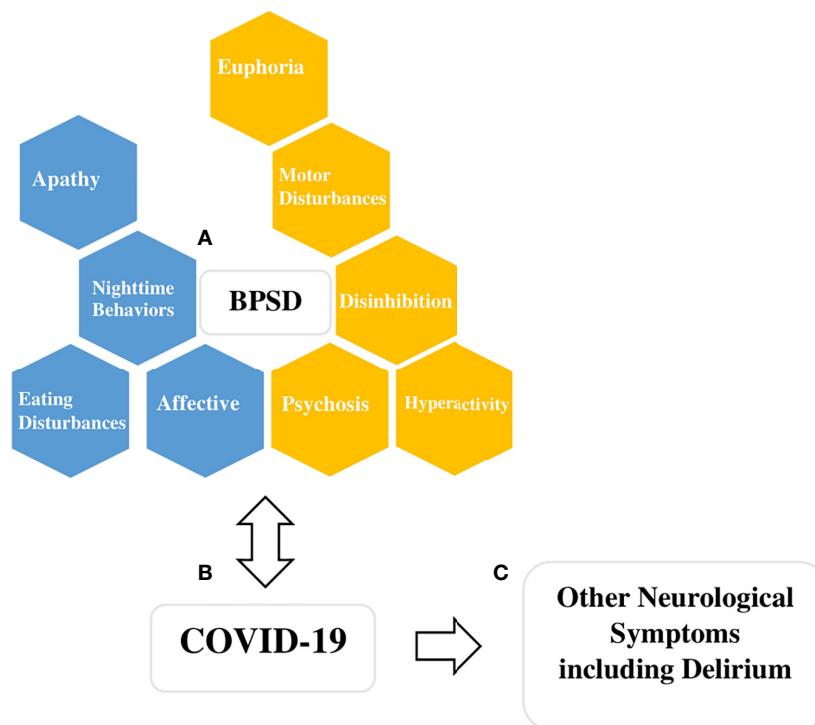 Euphoria
Apathy
Motor
Disturbances
A
Nighttime
Behaviors
BPSD
Disinhibition
Eating
Disturbances
Affective
Psychosis
Hyperactivity
B
C
COVID-19
Other Neurological
Symptoms
including Delirium